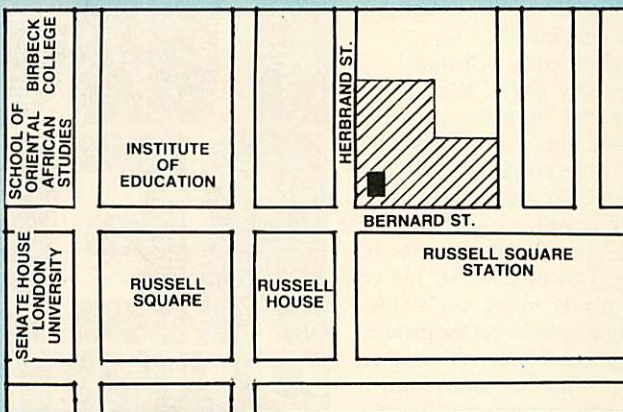 SCHOOL OF
ORIENTAL
AFRICAN
STUDIES
BIRBECK
COLLEGE
INSTITUTE
OF
EDUCATION
HERBRAND ST.
BERNARD ST.
SENATE HOUSE
LONDON
UNIVERSITY
RUSSELL
SQUARE
RUSSELL
HOUSE
RUSSELL SQUARE
STATION